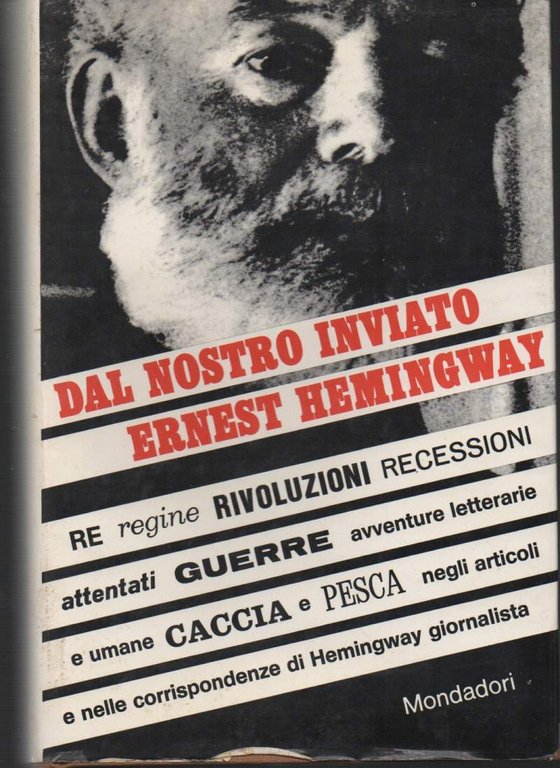 DAL NOSTRO INVIATO
ERNEST HEMINGWAY
RE regine RIVOLUZIONI RECESSIONI
attentati GUERRE avventure letterarie
e umane CACCIA e PESCA negli articoli
e nelle corrispondenze di Hemingway giornalista
Mondadori